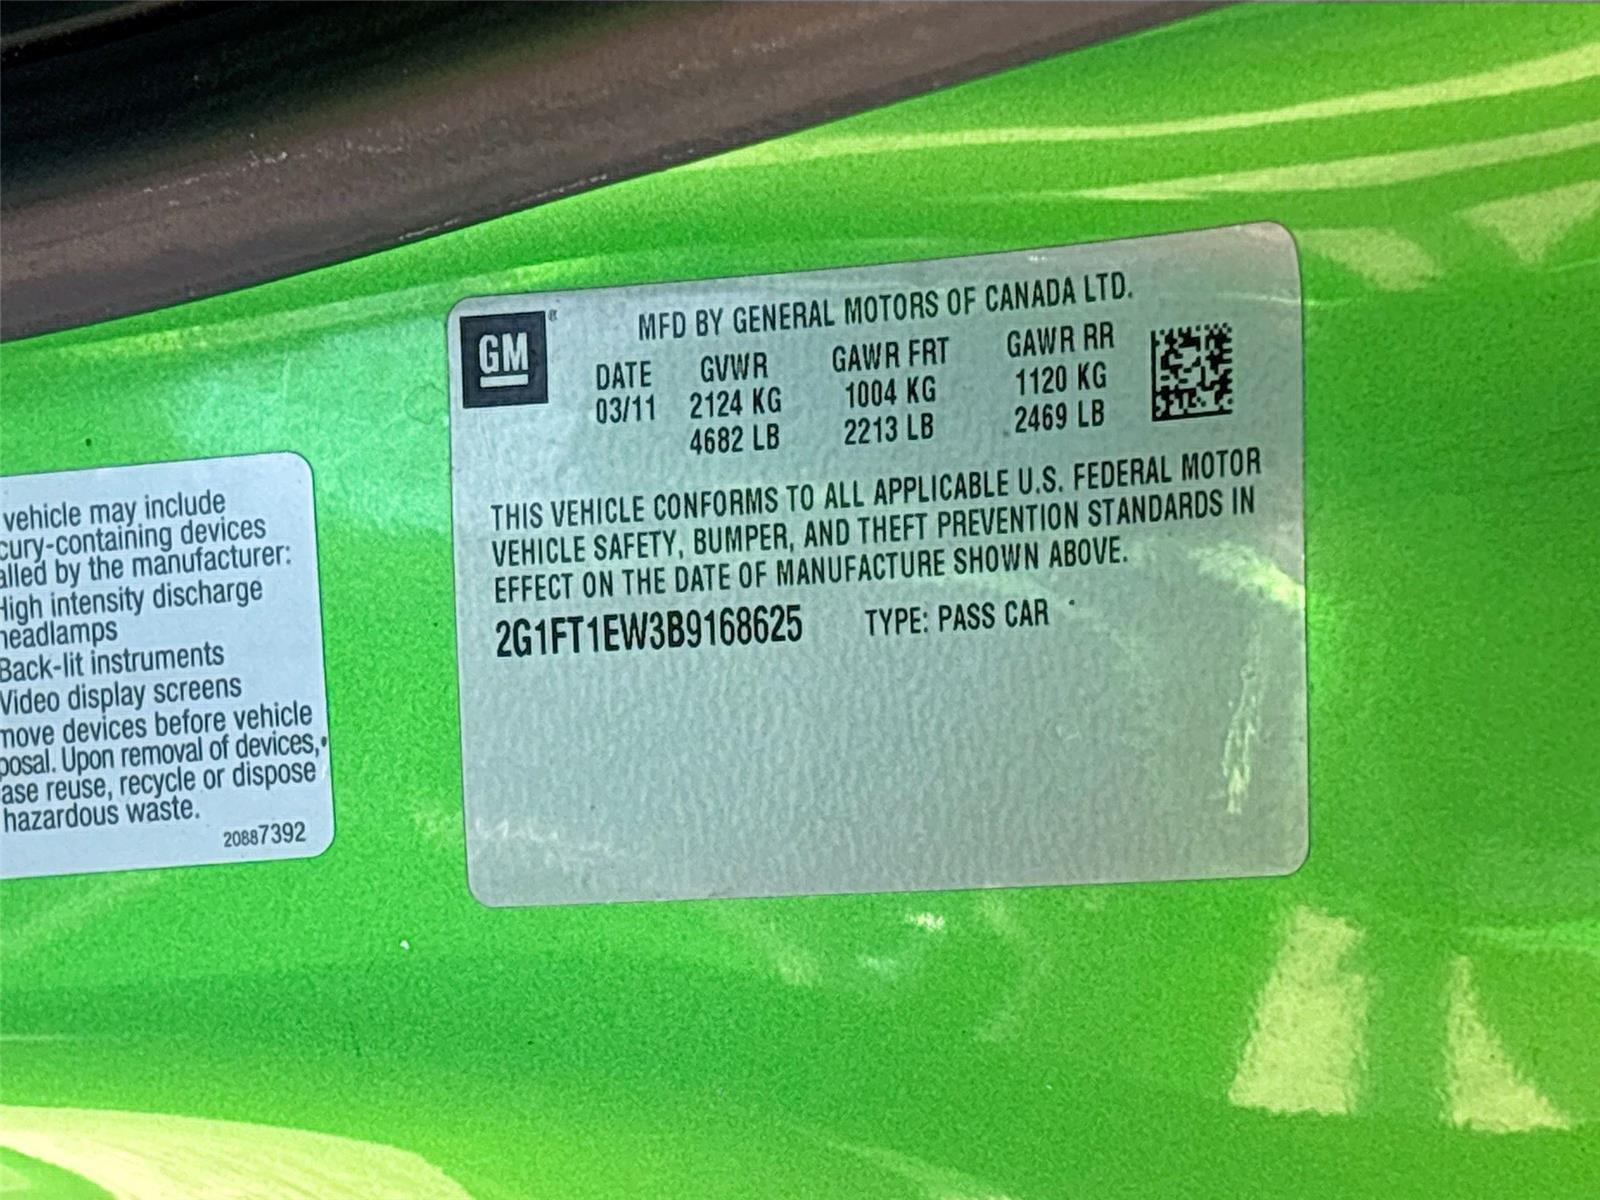 GM ®
MFD BY GENERAL MOTORS OF CANADA LTD.
DATE GVWR GAWR FRT GAWR RR
03/11 2124 KG 1004 KG 1120 KG
4682 LB 2213 LB 2469 LB
THIS VEHICLE CONFORMS TO ALL APPLICABLE U.S. FEDERAL MOTOR
VEHICLE SAFETY, BUMPER, AND THEFT PREVENTION STANDARDS IN
EFFECT ON THE DATE OF MANUFACTURE SHOWN ABOVE.
2G1FT1EW3B9168625 TYPE: PASS CAR
vehicle may include
cury-containing devices
alled by the manufacturer:
High intensity discharge
headlamps
Back-lit instruments
Video display screens
move devices before vehicle
posal. Upon removal of devices,
ase reuse, recycle or dispose
hazardous waste.
20887392